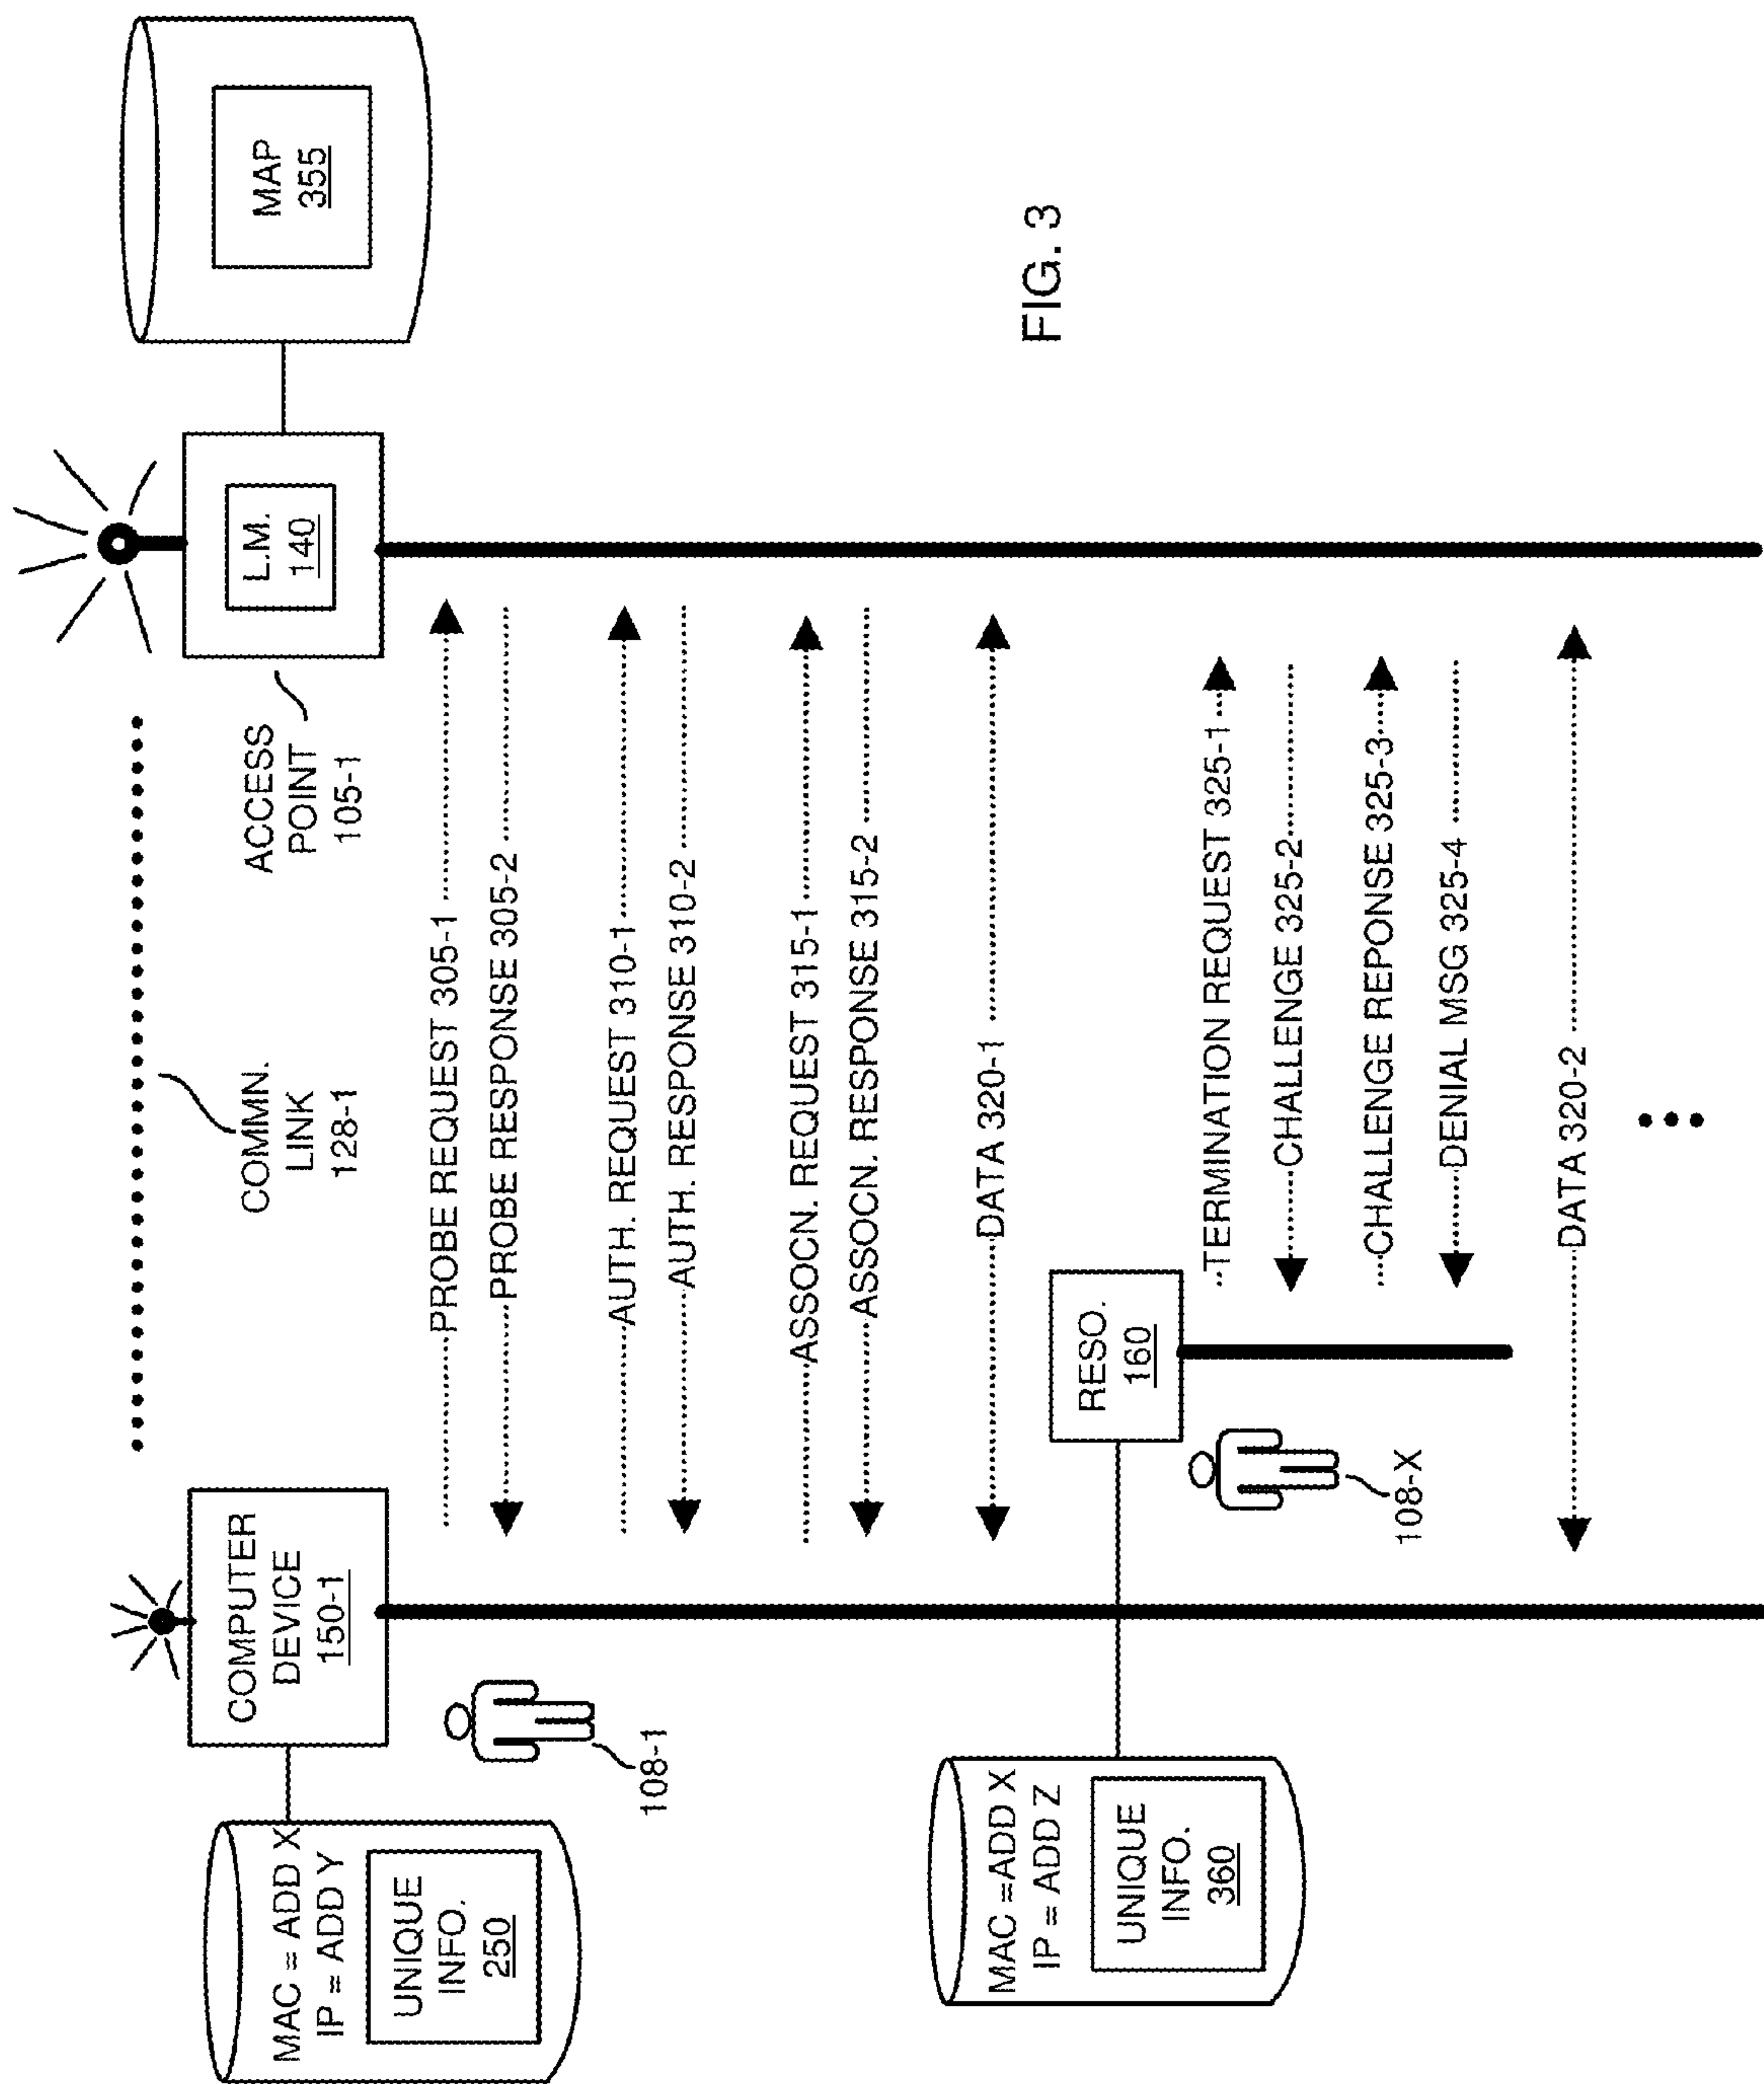 MAC = ADD X
IP = ADD Y
UNIQUE
INFO.
250
COMPUTER
DEVICE
150-1
108-1
COMMN.
LINK
128-1
ACCESS
POINT
105-1
L.M.
140
MAP
355
PROBE REQUEST 305-1
PROBE RESPONSE 305-2
AUTH. REQUEST 310-1
AUTH. RESPONSE 310-2
ASSOCN. REQUEST 315-1
ASSOCN. RESPONSE 315-2
DATA 320-1
MAC =ADD X
IP = ADD Z
UNIQUE
INFO.
360
RESO.
160
108-X
TERMINATION REQUEST 325-1
CHALLENGE 325-2
CHALLENGE REPONSE 325-3
DENIAL MSG 325-4
DATA 320-2
FIG. 3